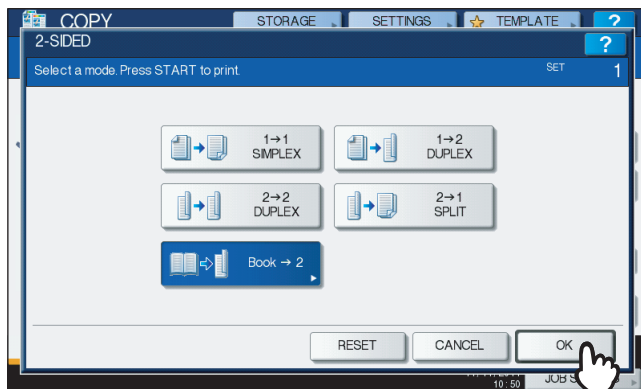 COPY STORAGE SETTINGS TEMPLATE ?
2-SIDED ?
Select a mode. Press START to print. SET 1
1→1
SIMPLEX
1→2
DUPLEX
2→2
DUPLEX
2→1
SPLIT
Book → 2
RESET CANCEL OK
10:50 JOB